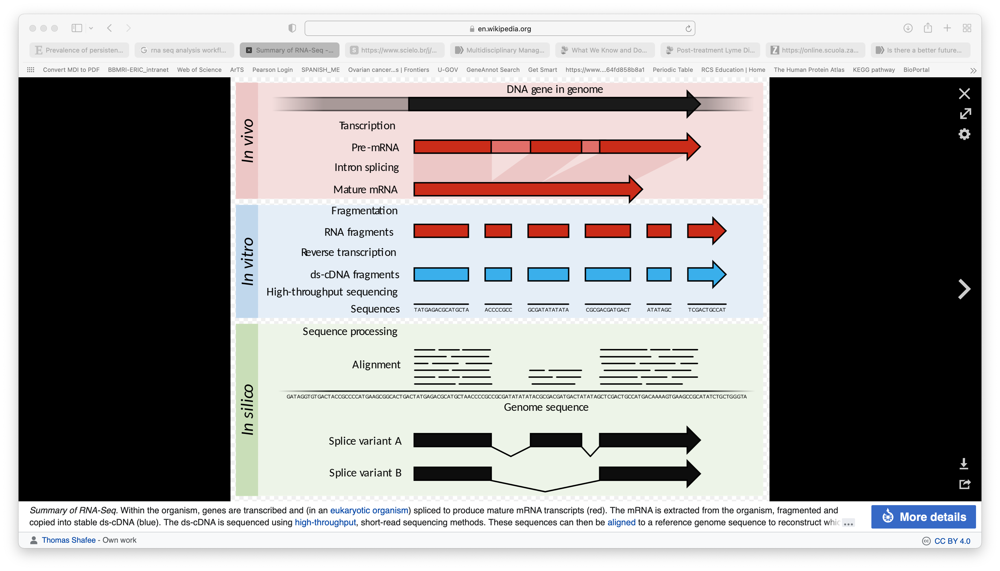 en.wikipedia.org
Prevalence of persisten...
rna seq analysis workfl...
Summary of RNA-Seq -...
https://www.scielo.br/j/...
Multidisciplinary Manag...
What We Know and Do...
Post-treatment Lyme Di...
https://online.scuola.za...
Is there a better future...
Convert MDI to PDF
BBMRI-ERIC_intranet
Web of Science
ArTS
Pearson Login
SPANISH_ME
Ovarian cancer...s | Frontiers
U-GOV
GeneAnnot Search
Get Smart
https://www....64fd858b8a1
Periodic Table
RCS Education | Home
The Human Protein Atlas
KEGG pathway
BioPortal
In vivo
DNA gene in genome
Transcription
Pre-mRNA
Intron splicing
Mature mRNA
In vitro
Fragmentation
RNA fragments
Reverse transcription
ds-cDNA fragments
High-throughput sequencing
Sequences
TATGAGACGCATGCTA ACCCCGCC GCGATATATATA CGCGACGATGACT ATATAGC TCGACTGCCAT
In silico
Sequence processing
Alignment
GATAGGTGTGACTACCGCCCCATGAAGCGGCACTGACTATGAGACGCATGCTAACCCCGCCGCGATATATATACGCGACGATGACTATATAGCTCGACTGCCATGACAAAAGTGAAGCCGCATATCTGCTGGGTA
Genome sequence
Splice variant A
Splice variant B
Summary of RNA-Seq. Within the organism, genes are transcribed and (in an eukaryotic organism) spliced to produce mature mRNA transcripts (red). The mRNA is extracted from the organism, fragmented and
copied into stable ds-cDNA (blue). The ds-cDNA is sequenced using high-throughput, short-read sequencing methods. These sequences can then be aligned to a reference genome sequence to reconstruct whic ...
More details
Thomas Shafee - Own work
cc CC BY 4.0